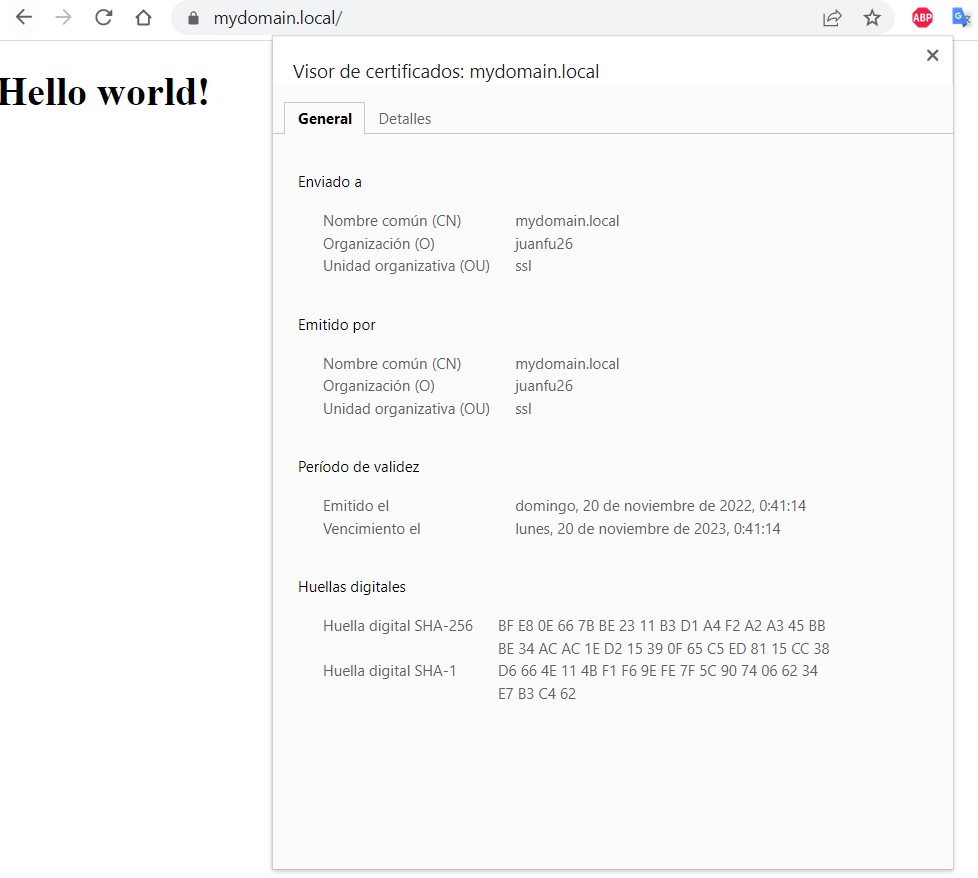 mydomain.local/
ABP
G
Hello world!
Visor de certificados: mydomain.local
General Detalles
Enviado a
Nombre común (CN) mydomain.local
Organización (O) juanfu26
Unidad organizativa (OU) ssl
Emitido por
Nombre común (CN) mydomain.local
Organización (O) juanfu26
Unidad organizativa (OU) ssl
Período de validez
Emitido el domingo, 20 de noviembre de 2022, 0:41:14
Vencimiento el lunes, 20 de noviembre de 2023, 0:41:14
Huellas digitales
Huella digital SHA-256 BF E8 0E 66 7B BE 23 11 B3 D1 A4 F2 A2 A3 45 BB
BE 34 AC AC 1E D2 15 39 0F 65 C5 ED 81 15 CC 38
Huella digital SHA-1 D6 66 4E 11 4B F1 F6 9E FE 7F 5C 90 74 06 62 34
E7 B3 C4 62